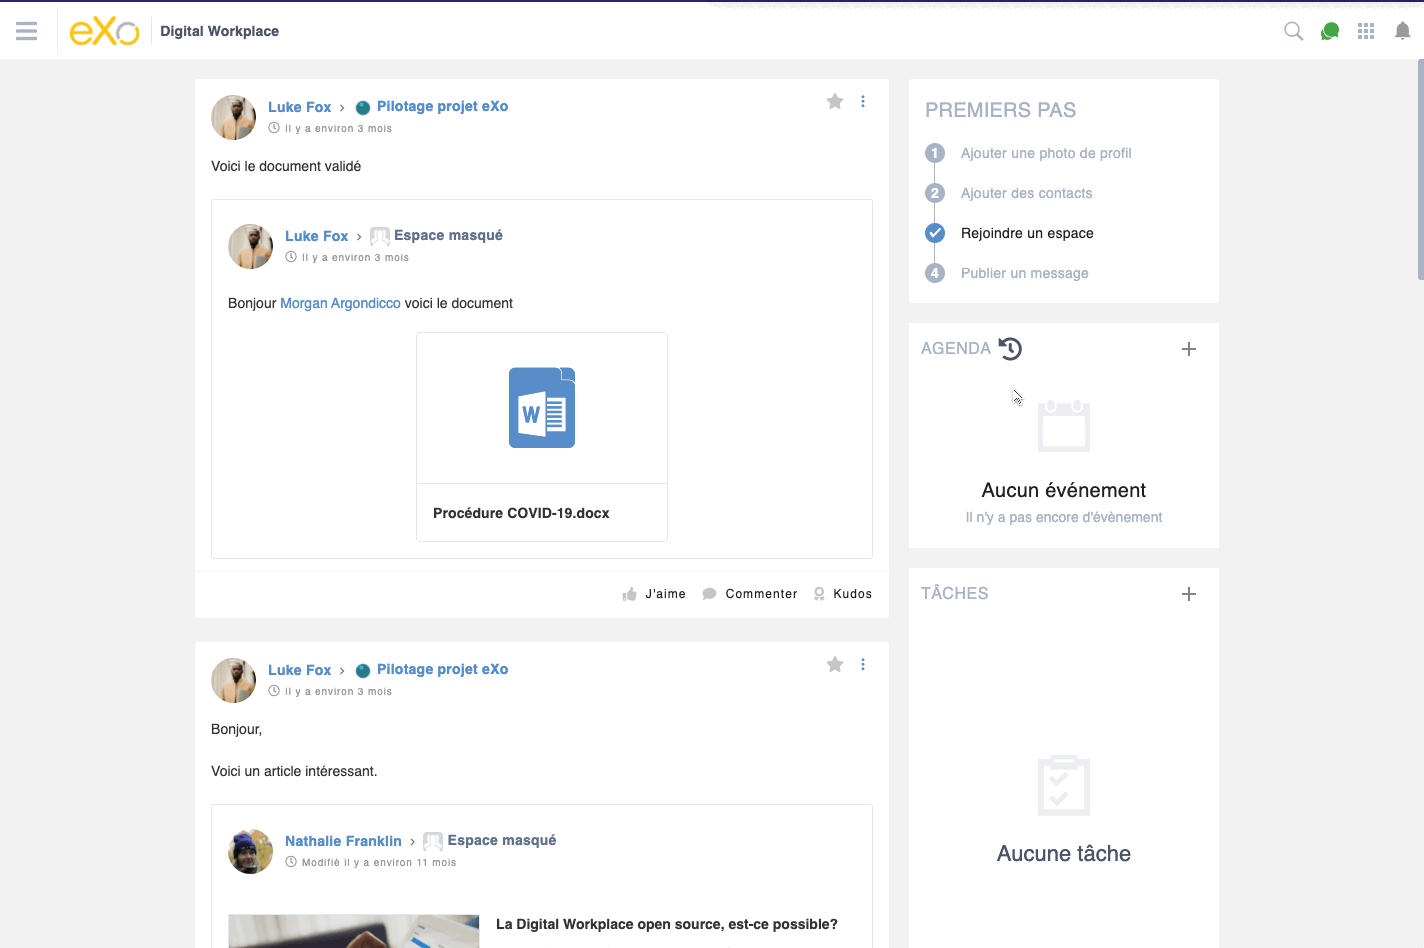 eXo Digital Workplace
Luke Fox › Pilotage projet eXo
Il y a environ 3 mois
Voici le document validé
Luke Fox › Espace masqué
Il y a environ 3 mois
Bonjour Morgan Argondicco voici le document
W
Procédure COVID-19.docx
J'aime Commenter Kudos
Luke Fox › Pilotage projet eXo
Il y a environ 3 mois
Bonjour,
Voici un article intéressant.
Nathalie Franklin › Espace masqué
Modifié il y a environ 11 mois
La Digital Workplace open source, est-ce possible?
PREMIERS PAS
1 Ajouter une photo de profil
2 Ajouter des contacts
Rejoindre un espace
4 Publier un message
AGENDA
Aucun événement
Il n'y a pas encore d'évènement
TÂCHES
Aucune tâche